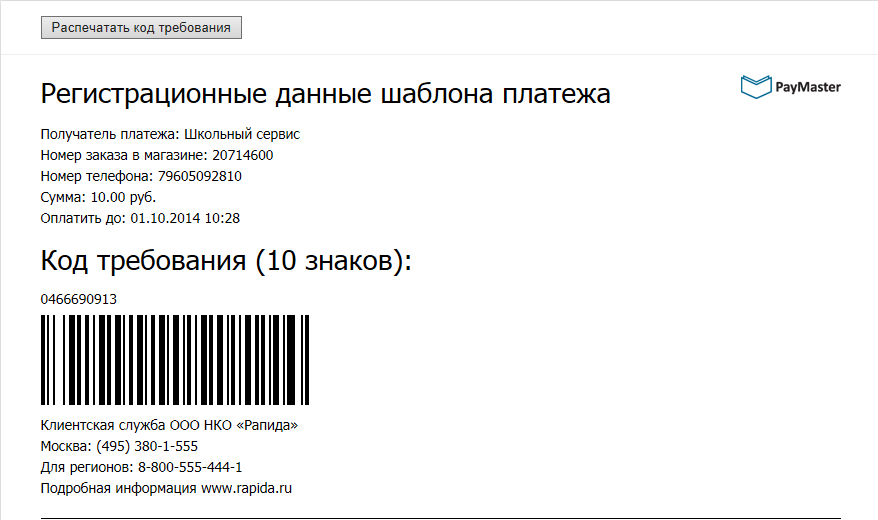 Распечатать код требования
PayMaster
Регистрационные данные шаблона платежа
Получатель платежа: Школьный сервис
Номер заказа в магазине: 20714600
Номер телефона: 79605092810
Сумма: 10.00 руб.
Оплатить до: 01.10.2014 10:28
Код требования (10 знаков):
0466690913
Клиентская служба ООО НКО «Рапида»
Москва: (495) 380-1-555
Для регионов: 8-800-555-444-1
Подробная информация www.rapida.ru